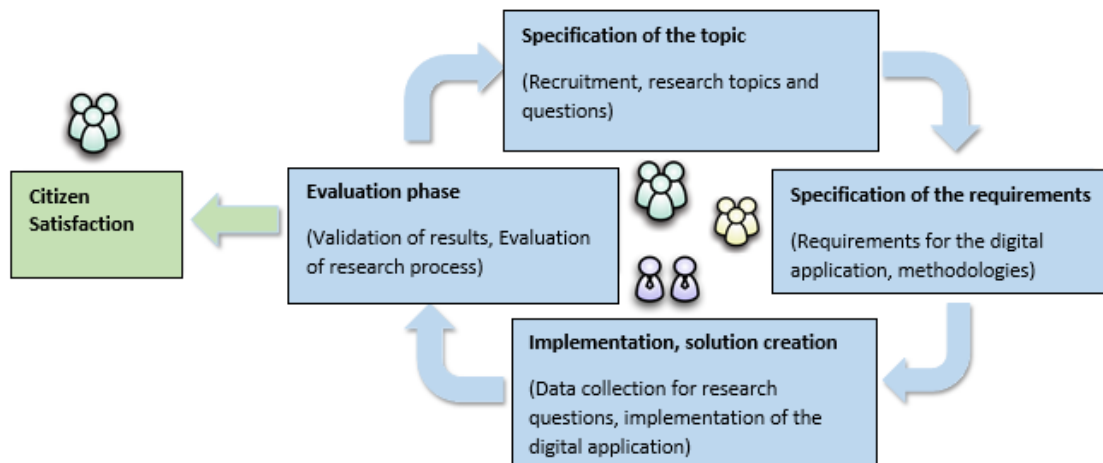 Specification of the topic
(Recruitment, research topics and
questions)
Citizen
Satisfaction
Evaluation phase
(Validation of results, Evaluation
of research process)
Specification of the requirements
(Requirements for the digital
application, methodologies)
Implementation, solution creation
(Data collection for research
questions, implementation of the
digital application)